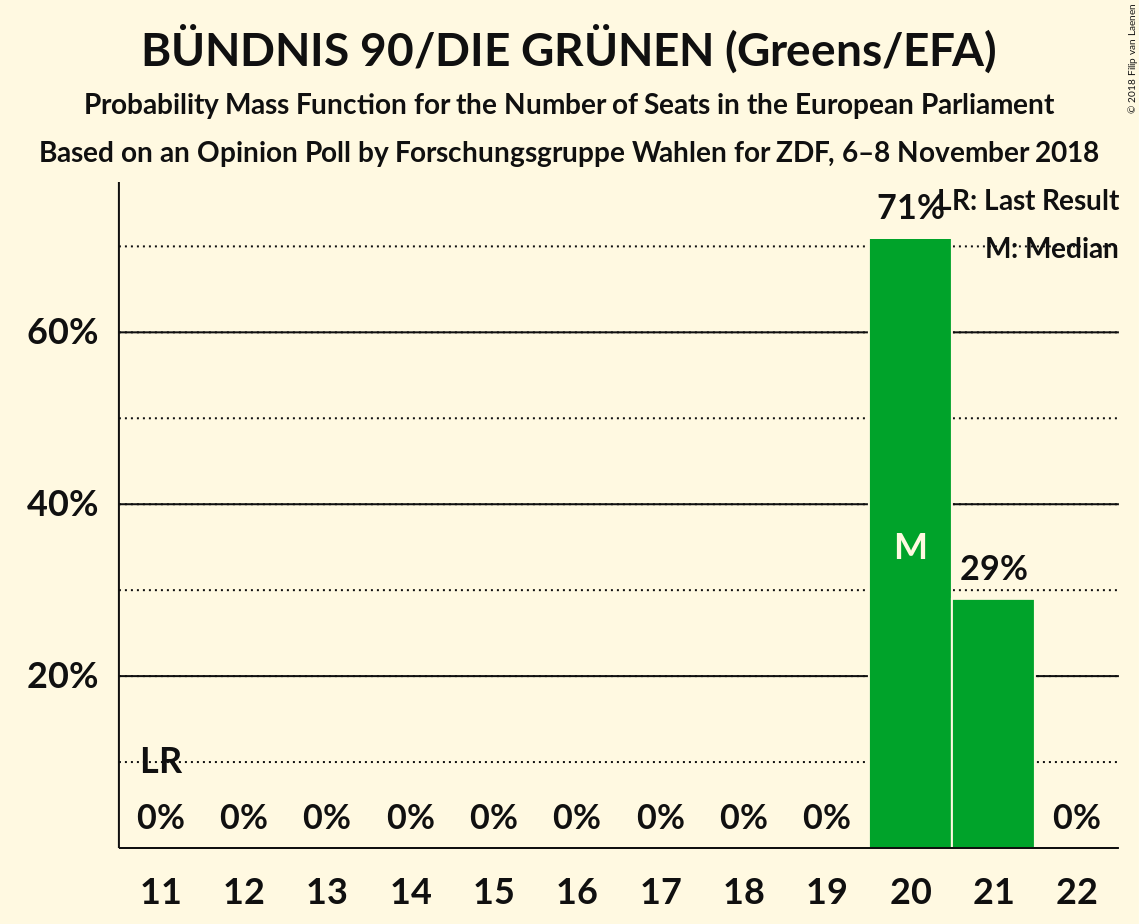 BÜNDNIS 90/DIE GRÜNEN (Greens/EFA)
Probability Mass Function for the Number of Seats in the European Parliament
Based on an Opinion Poll by Forschungsgruppe Wahlen for ZDF, 6–8 November 2018
© 2018 Filip van Laenen
LR: Last Result
M: Median
71%
60%
40%
M
29%
20%
LR
0% 0% 0% 0% 0% 0% 0% 0% 0% 0%
11 12 13 14 15 16 17 18 19 20 21 22